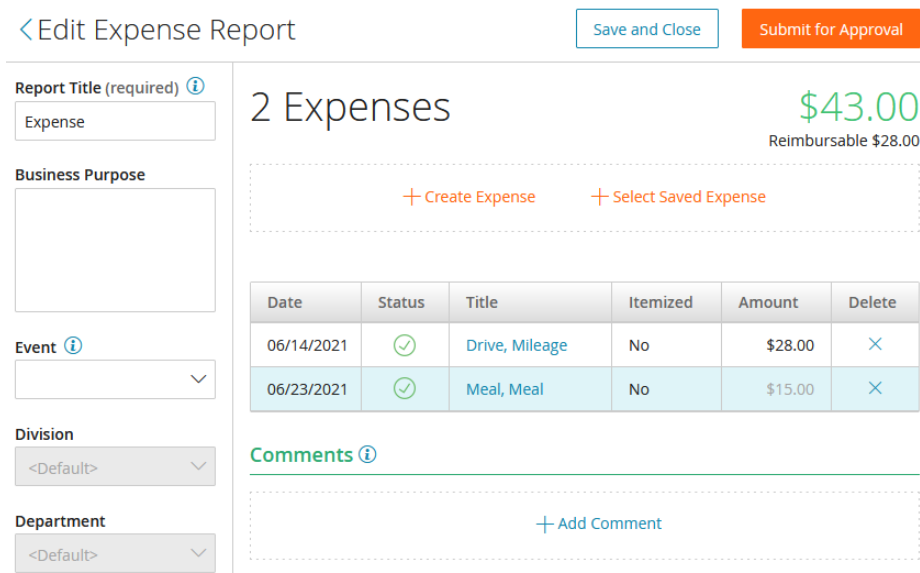 Edit Expense Report
Save and Close
Submit for Approval
Report Title (required)
Expense
Business Purpose
Event
Division
<Default>
Department
<Default>
2 Expenses
$43.00
Reimbursable $28.00
Create Expense
Select Saved Expense
Date Status Title Itemized Amount Delete
06/14/2021 Drive, Mileage No $28.00
06/23/2021 Meal, Meal No $15.00
Comments
Add Comment